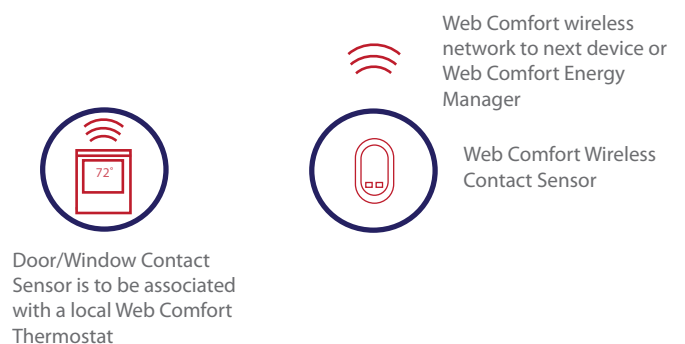 Web Comfort wireless
network to next device or
Web Comfort Energy
Manager
72°
Web Comfort Wireless
Contact Sensor
Door/Window Contact
Sensor is to be associated
with a local Web Comfort
Thermostat